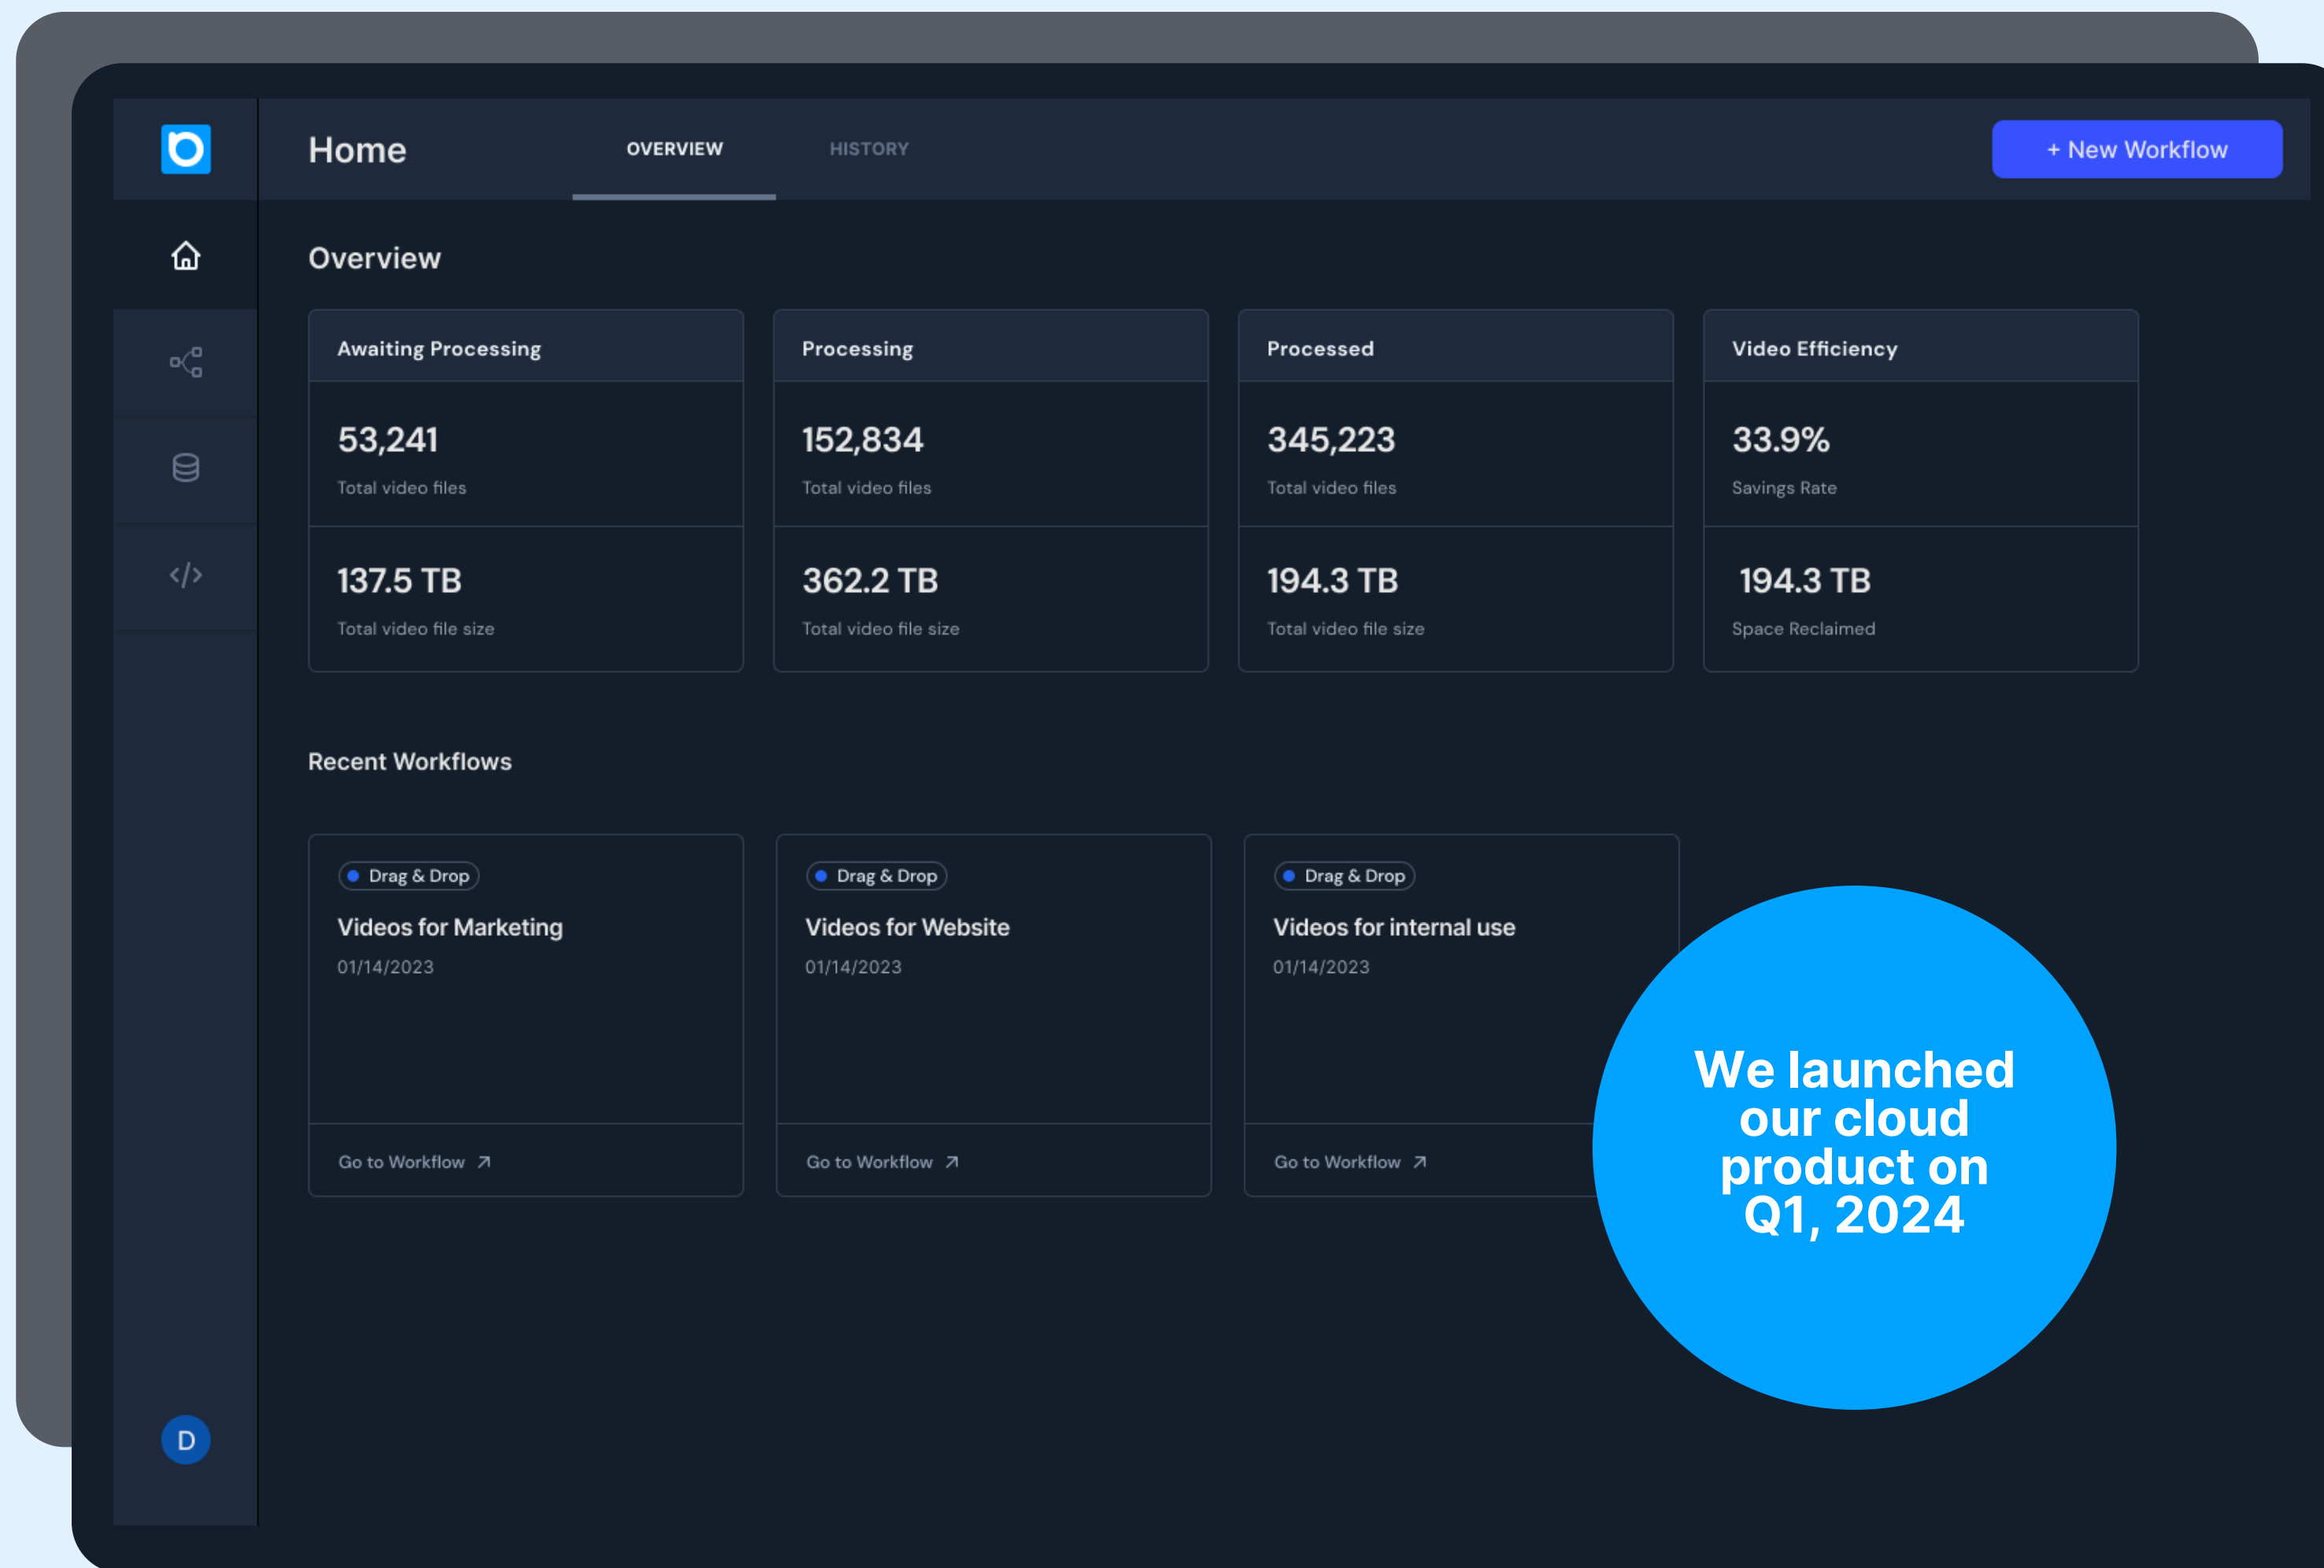 Home
OVERVIEW
HISTORY
+ New Workflow
Overview
Awaiting Processing
53,241
Total video files
137.5 TB
Total video file size
Processing
152,834
Total video files
362.2 TB
Total video file size
Processed
345,223
Total video files
194.3 TB
Total video file size
Video Efficiency
33.9%
Savings Rate
194.3 TB
Space Reclaimed
Recent Workflows
Drag & Drop
Videos for Marketing
01/14/2023
Go to Workflow
Drag & Drop
Videos for Website
01/14/2023
Go to Workflow
Drag & Drop
Videos for internal use
01/14/2023
Go to Workflow
We launched
our cloud
product on
Q1, 2024
D